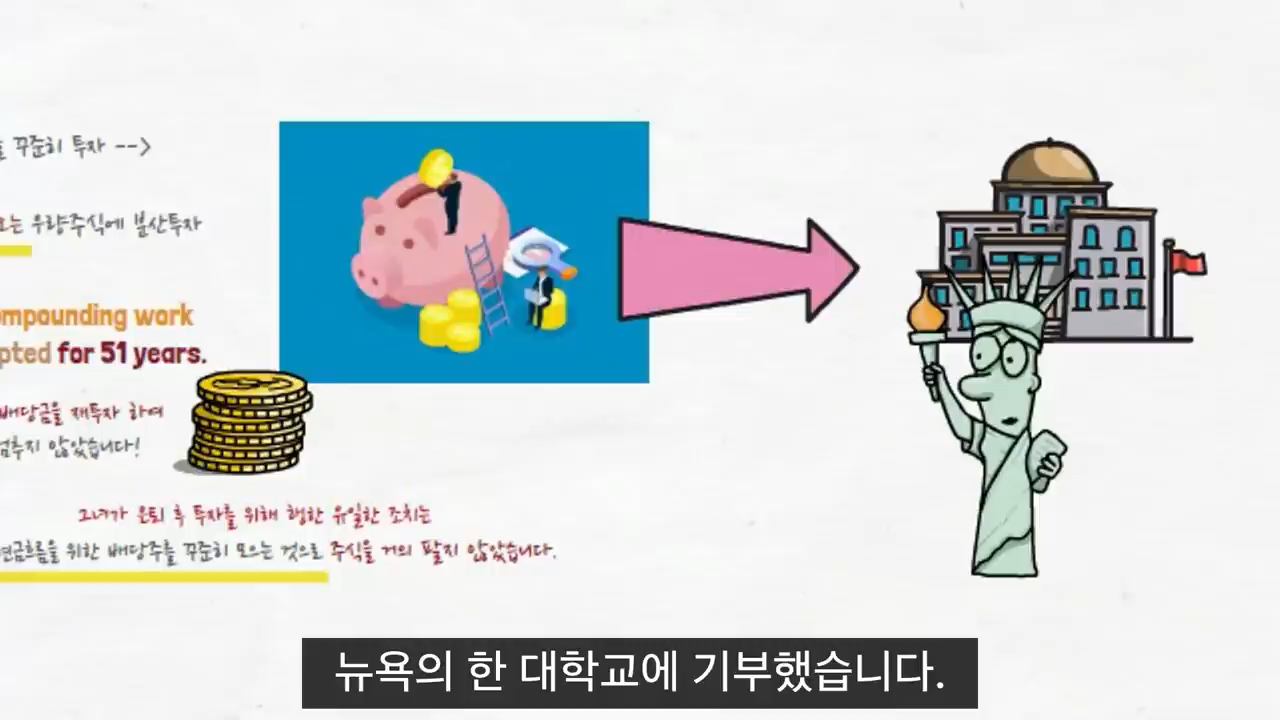 꾸준히 투자 -->
우량주식에 분산투자
ompounding work
pted for 51 years.
배당금을 재투자 하여
멈추지 않았습니다!
그녀가 은퇴 후 투자를 위해 행한 유일한 조치는
현금흐름을 위한 배당주를 꾸준히 모으는 것으로 주식을 거의 팔지 않았습니다.
뉴욕의 한 대학교에 기부했습니다.